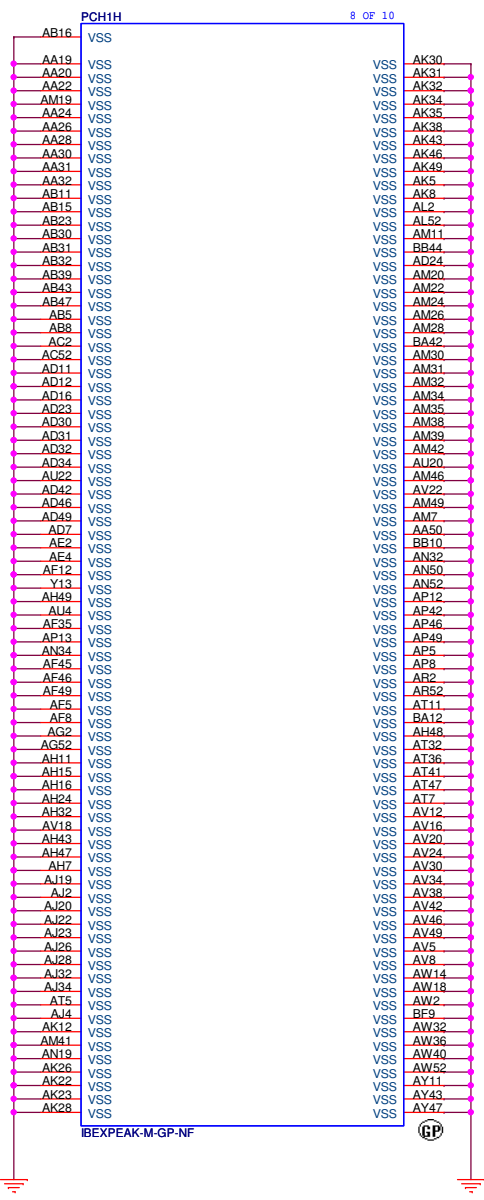 PCH1H 8 OF 10
AB16 VSS
AA19 VSS VSS AK30
AA20 VSS VSS AK31
AA22 VSS VSS AK32
AM19 VSS VSS AK34
AA24 VSS VSS AK35
AA26 VSS VSS AK38
AA28 VSS VSS AK43
AA30 VSS VSS AK46
AA31 VSS VSS AK49
AA32 VSS VSS AK5
AB11 VSS VSS AK8
AB15 VSS VSS AL2
AB23 VSS VSS AL52
AB30 VSS VSS AM11
AB31 VSS VSS BB44
AB32 VSS VSS AD24
AB39 VSS VSS AM20
AB43 VSS VSS AM22
AB47 VSS VSS AM24
AB5 VSS VSS AM26
AB8 VSS VSS AM28
AC2 VSS VSS BA42
AC52 VSS VSS AM30
AD11 VSS VSS AM31
AD12 VSS VSS AM32
AD16 VSS VSS AM34
AD23 VSS VSS AM35
AD30 VSS VSS AM38
AD31 VSS VSS AM39
AD32 VSS VSS AM42
AD34 VSS VSS AU20
AU22 VSS VSS AM46
AD42 VSS VSS AV22
AD46 VSS VSS AM49
AD49 VSS VSS AM7
AD7 VSS VSS AA50
AE2 VSS VSS BB10
AE4 VSS VSS AN32
AF12 VSS VSS AN50
Y13 VSS VSS AN52
AH49 VSS VSS AP12
AU4 VSS VSS AP42
AF35 VSS VSS AP46
AP13 VSS VSS AP49
AN34 VSS VSS AP5
AF45 VSS VSS AP8
AF46 VSS VSS AR2
AF49 VSS VSS AR52
AF5 VSS VSS AT11
AF8 VSS VSS BA12
AG2 VSS VSS AH48
AG52 VSS VSS AT32
AH11 VSS VSS AT36
AH15 VSS VSS AT41
AH16 VSS VSS AT47
AH24 VSS VSS AT7
AH32 VSS VSS AV12
AV18 VSS VSS AV16
AH43 VSS VSS AV20
AH47 VSS VSS AV24
AH7 VSS VSS AV30
AJ19 VSS VSS AV34
AJ2 VSS VSS AV38
AJ20 VSS VSS AV42
AJ22 VSS VSS AV46
AJ23 VSS VSS AV49
AJ26 VSS VSS AV5
AJ28 VSS VSS AV8
AJ32 VSS VSS AW14
AJ34 VSS VSS AW18
AT5 VSS VSS AW2
AJ4 VSS VSS BF9
AK12 VSS VSS AW32
AM41 VSS VSS AW36
AN19 VSS VSS AW40
AK26 VSS VSS AW52
AK22 VSS VSS AY11
AK23 VSS VSS AY43
AK28 VSS VSS AY47
IBEXPEAK-M-GP-NF GP